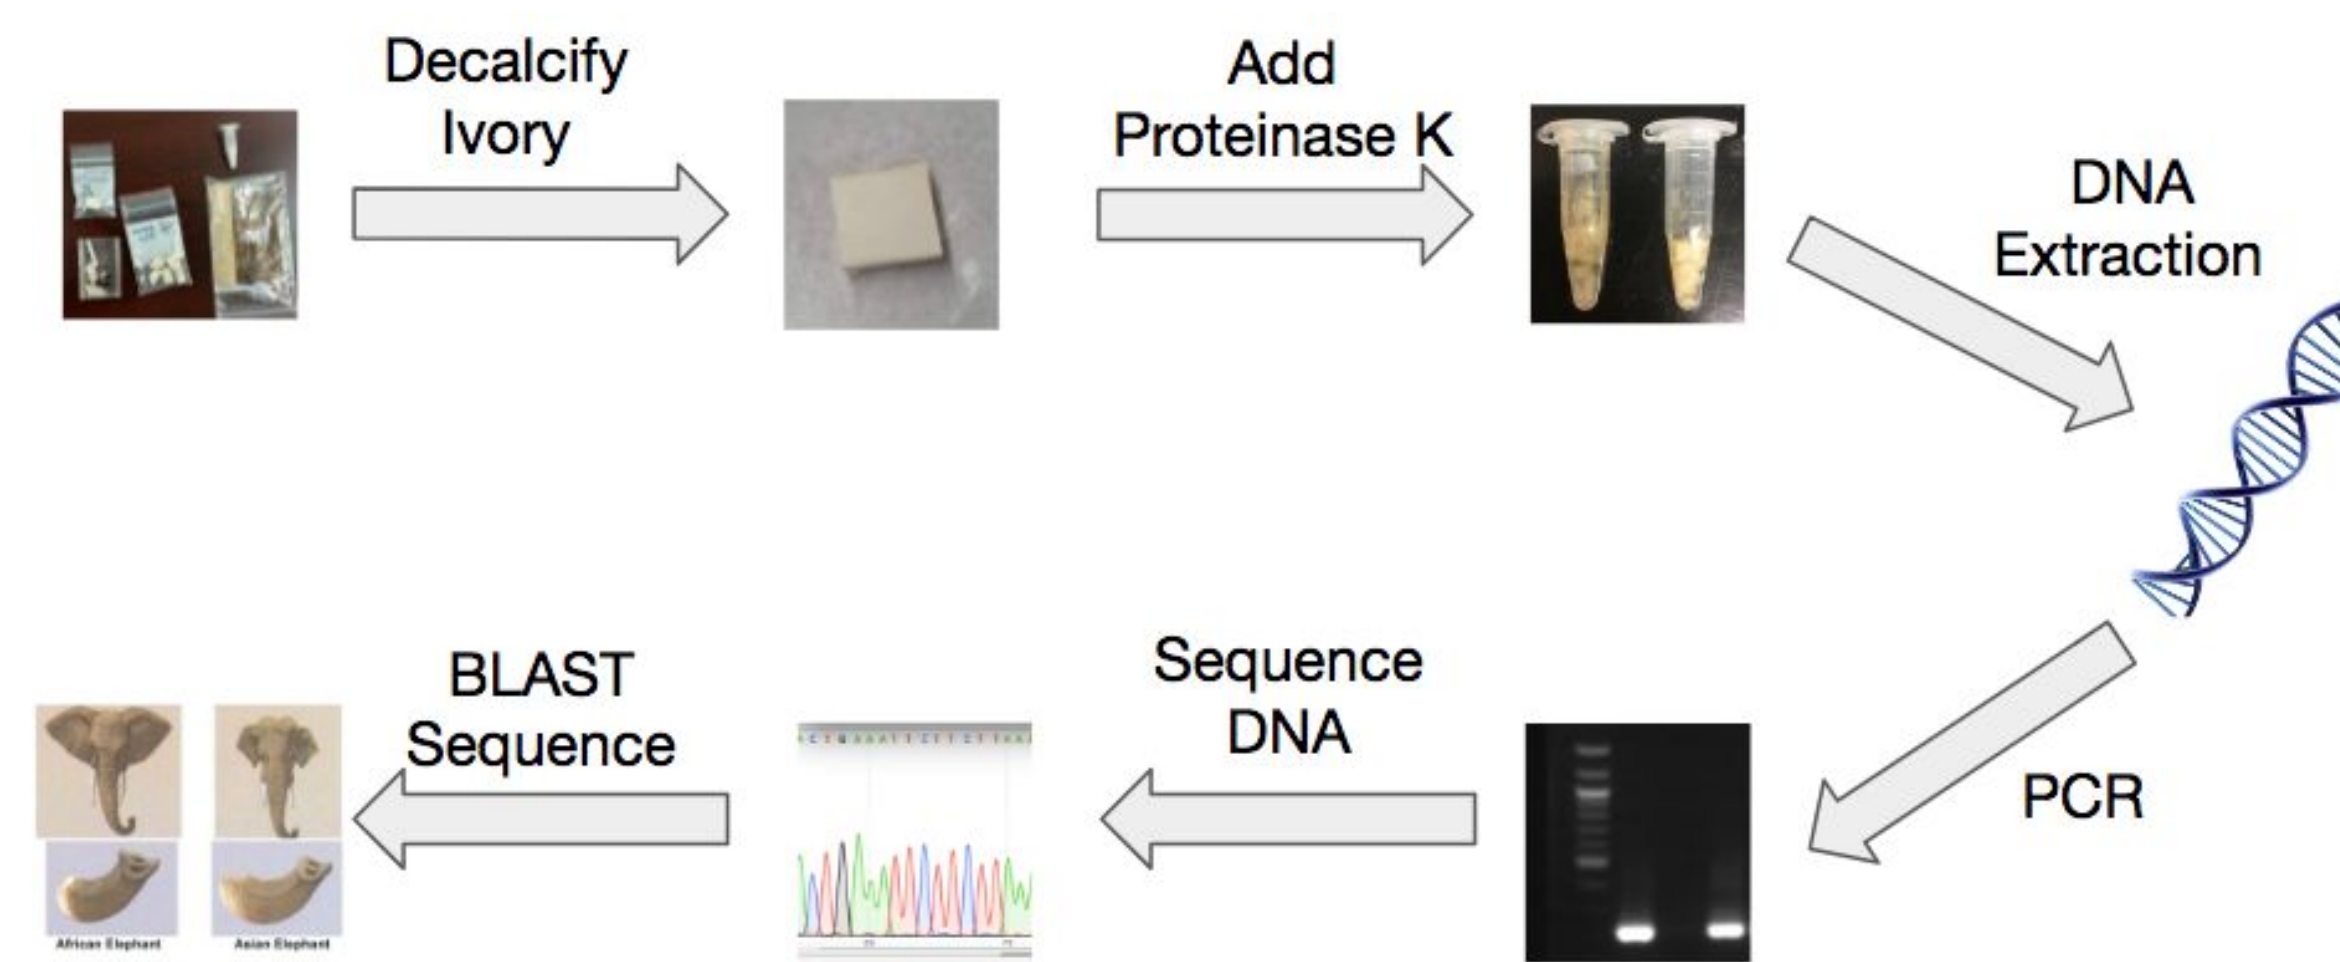 Decalcify
Ivory
Add
Proteinase K
DNA
Extraction
PCR
Sequence
DNA
BLAST
Sequence
African Elephant
Asian Elephant